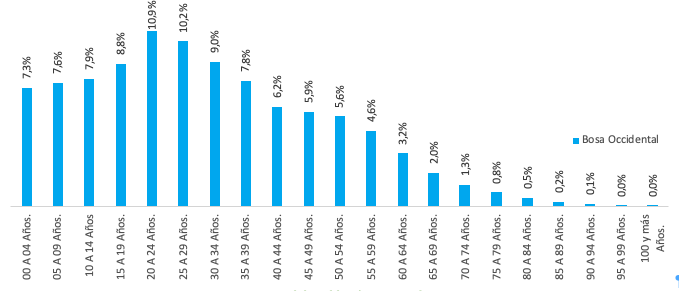 7,3%
7,6%
7,9%
8,8%
10,9%
10,2%
9,0%
7,8%
6,2%
5,9%
5,6%
4,6%
3,2%
2,0%
1,3%
0,8%
0,5%
0,2%
0,1%
0,0%
0,0%
Bosa Occidental
00 A 04 Años.
05 A 09 Años.
10 A 14 Años
15 A 19 Años.
20 A 24 Años.
25 A 29 Años.
30 A 34 Años.
35 A 39 Años.
40 A 44 Años.
45 A 49 Años.
50 A 54 Años.
55 A 59 Años.
60 A 64 Años.
65 A 69 Años.
70 A 74 Años.
75 A 79 Años.
80 A 84 Años.
85 A 89 Años.
90 A 94 Años.
95 A 99 Años.
100 y más
Años.